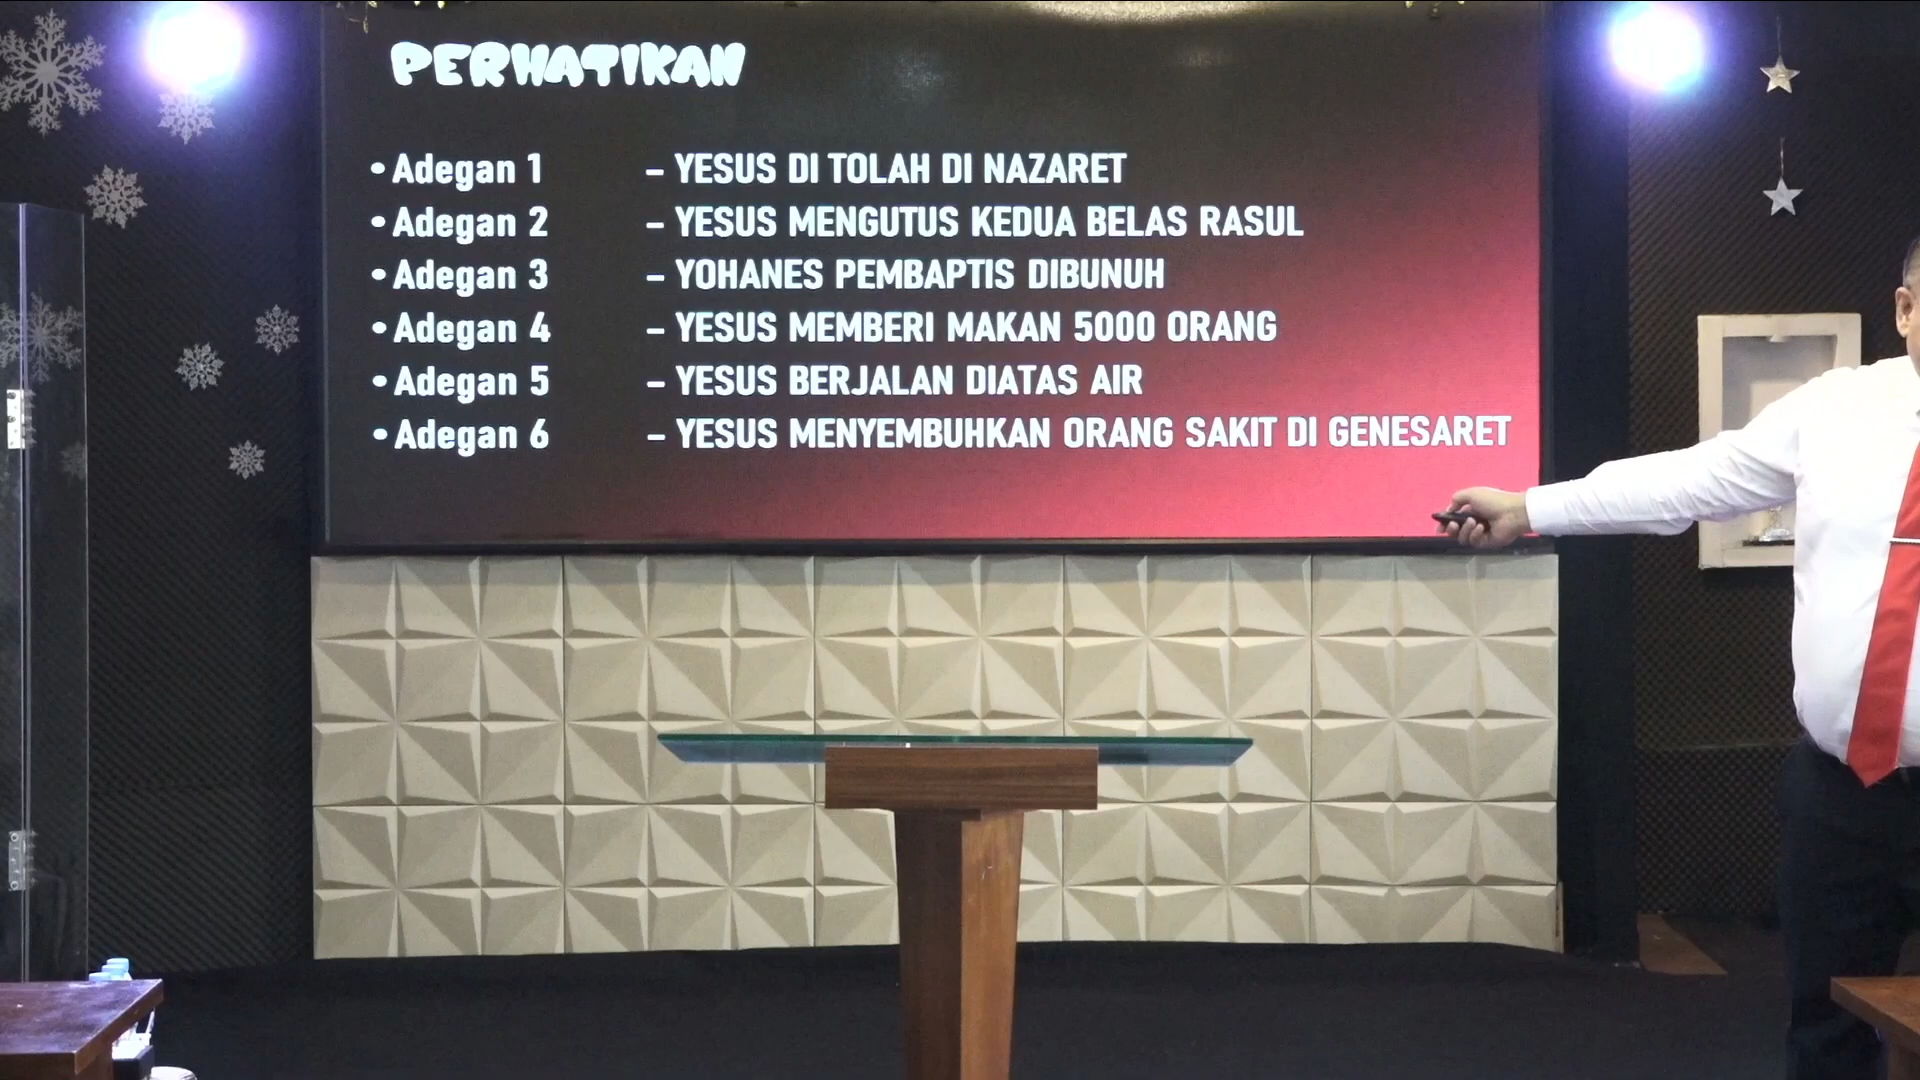 PERHATIKAN
• Adegan 1 – YESUS DI TOLAH DI NAZARET
• Adegan 2 – YESUS MENGUTUS KEDUA BELAS RASUL
• Adegan 3 – YOHANES PEMBAPTIS DIBUNUH
• Adegan 4 – YESUS MEMBERI MAKAN 5000 ORANG
• Adegan 5 – YESUS BERJALAN DIATAS AIR
• Adegan 6 – YESUS MENYEMBUHKAN ORANG SAKIT DI GENESARET